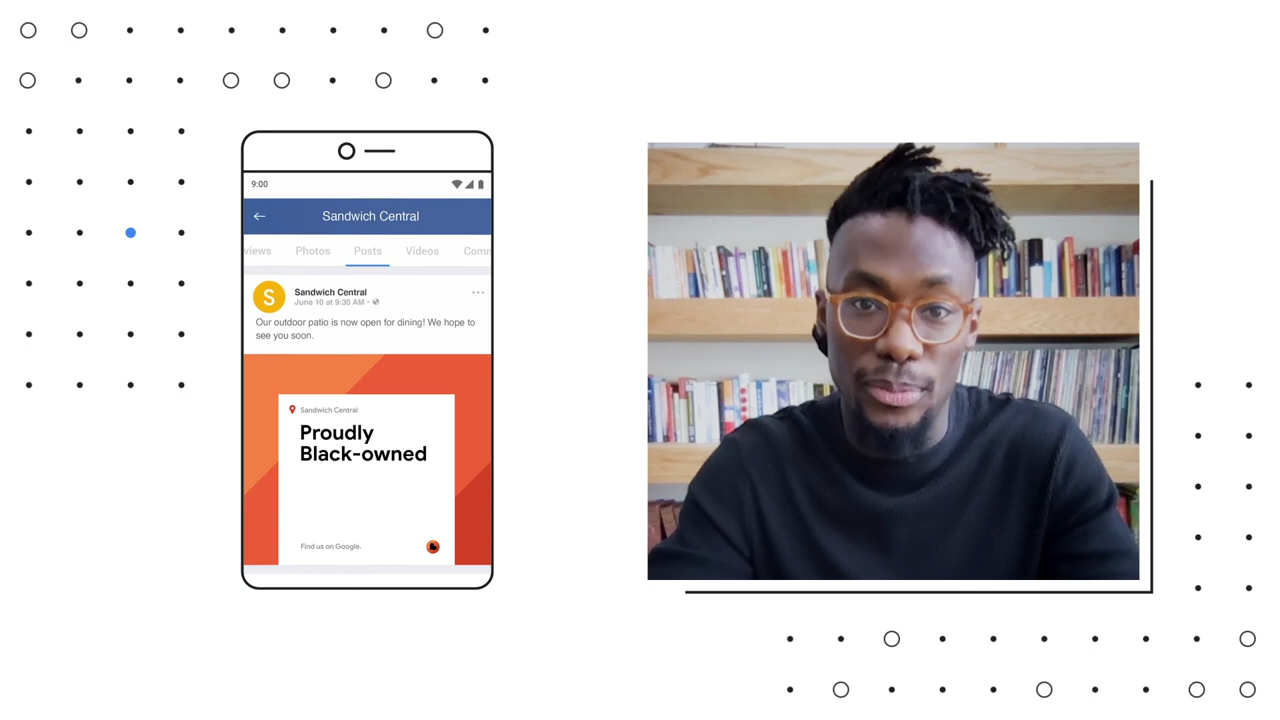 9:00
Sandwich Central
views Photos Posts Videos Comm
S
Sandwich Central
June 10 at 9:30 AM •
Our outdoor patio is now open for dining! We hope to
see you soon.
Sandwich Central
Proudly
Black-owned
Find us on Google.